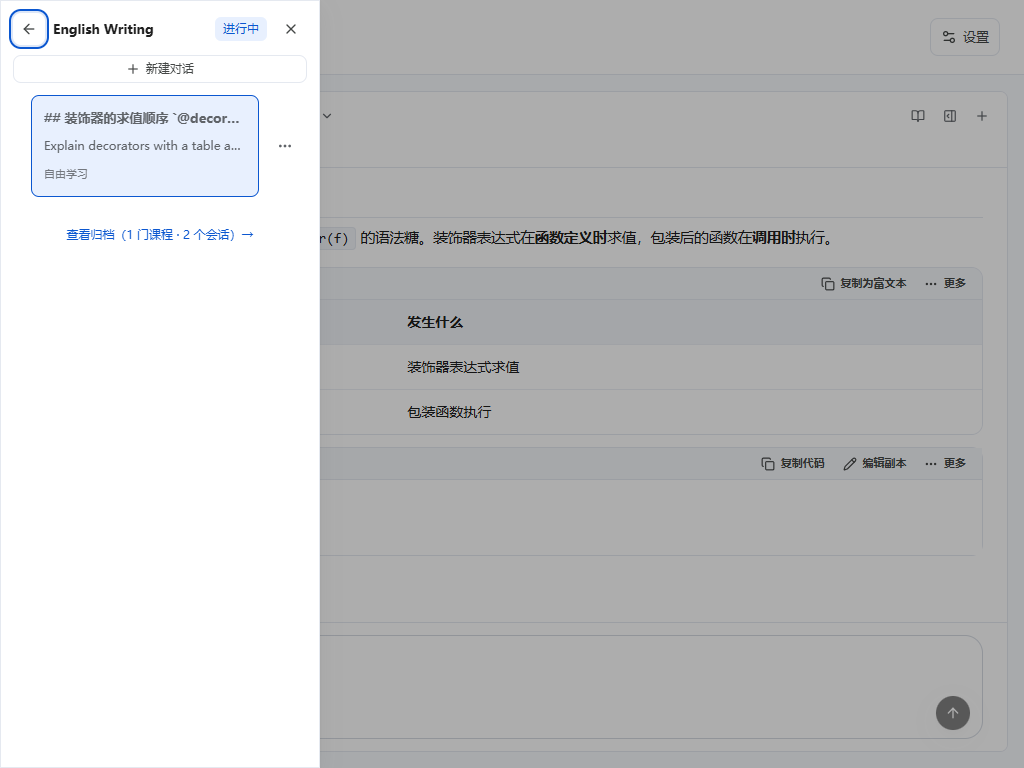 English Writing
进行中
设置
新建对话
## 装饰器的求值顺序 `@decor...
Explain decorators with a table a...
自由学习
查看归档（1 门课程 · 2 个会话）→
r(f) 的语法糖。装饰器表达式在函数定义时求值，包装后的函数在调用时执行。
复制为富文本
更多
发生什么
装饰器表达式求值
包装函数执行
复制代码
编辑副本
更多